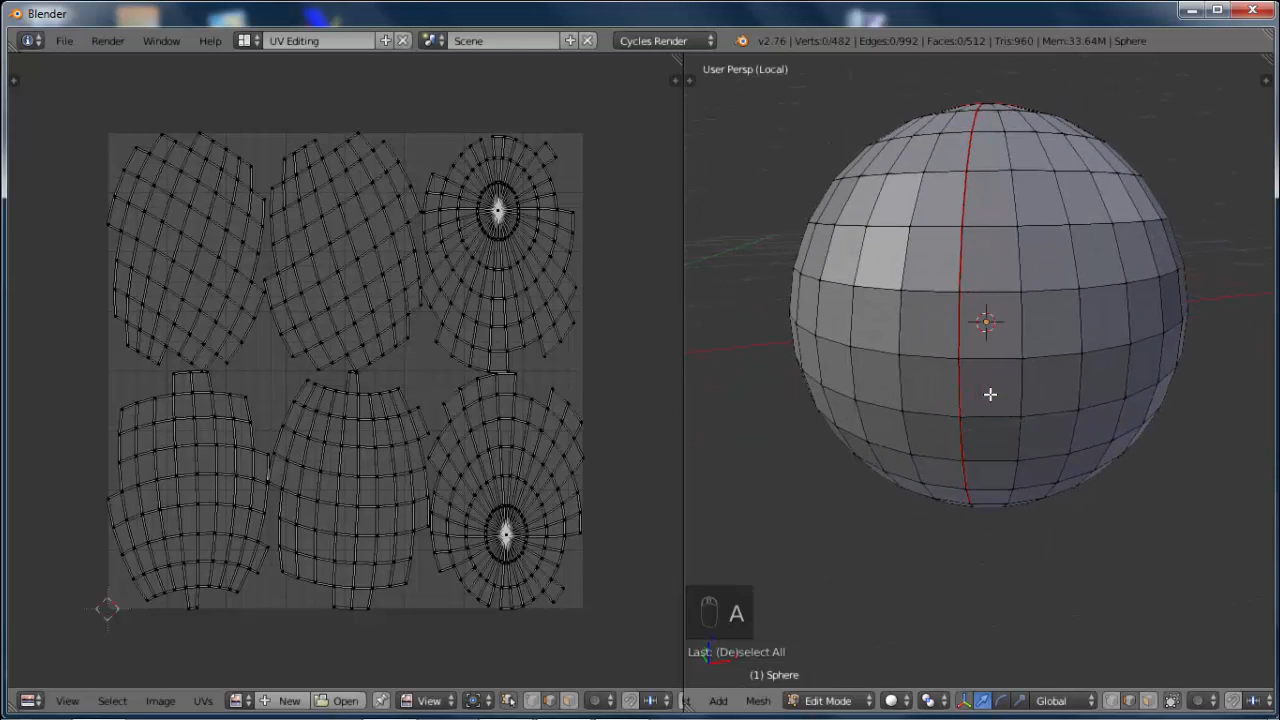 Blender
File Render Window Help UV Editing Scene Cycles Render v2.76 | Verts:0/482 | Edges:0/992 | Faces:0/512 | Tris:960 | Mem:33.64M | Sphere
User Persp (Local)
A
Last: (De)select All
(1) Sphere
View Select Image UVs New Open View Add Mesh Edit Mode Global